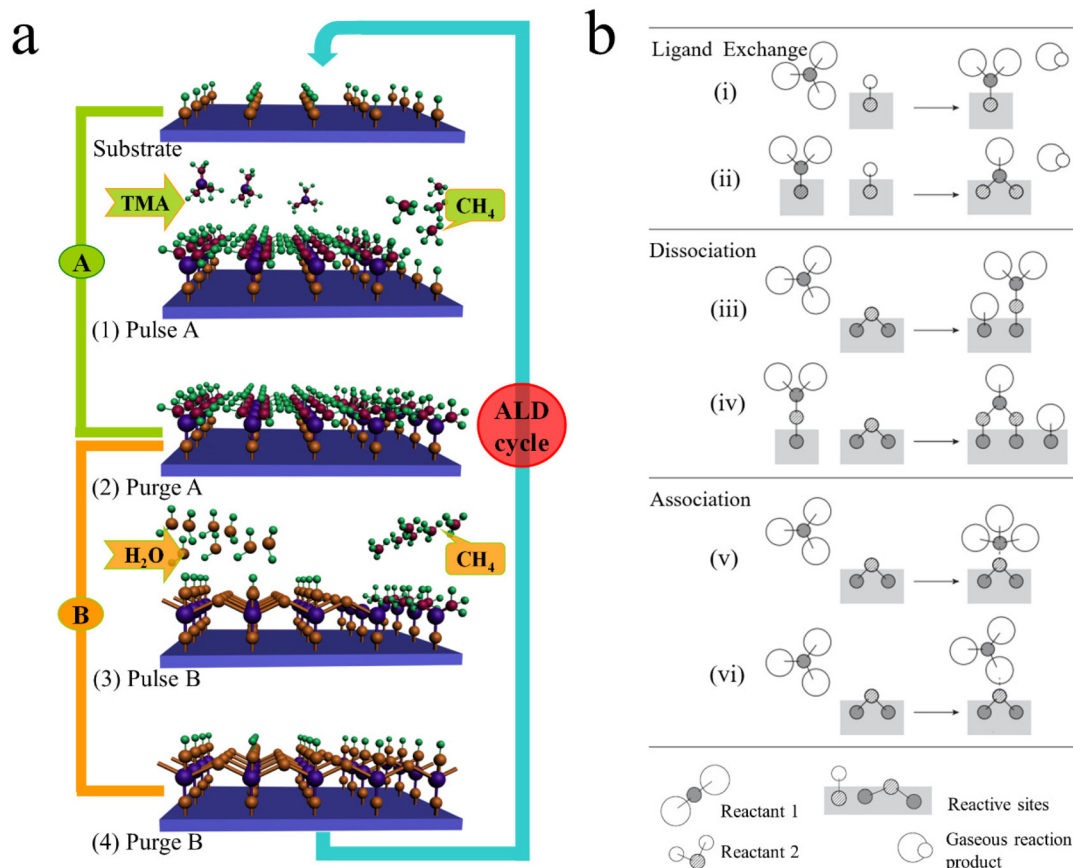 a
Substrate
TMA
CH4
A
(1) Pulse A
ALD
cycle
(2) Purge A
H2O
CH4
B
(3) Pulse B
(4) Purge B
b
Ligand Exchange
(i)
(ii)
Dissociation
(iii)
(iv)
Association
(v)
(vi)
Reactant 1
Reactive sites
Reactant 2
Gaseous reaction
product